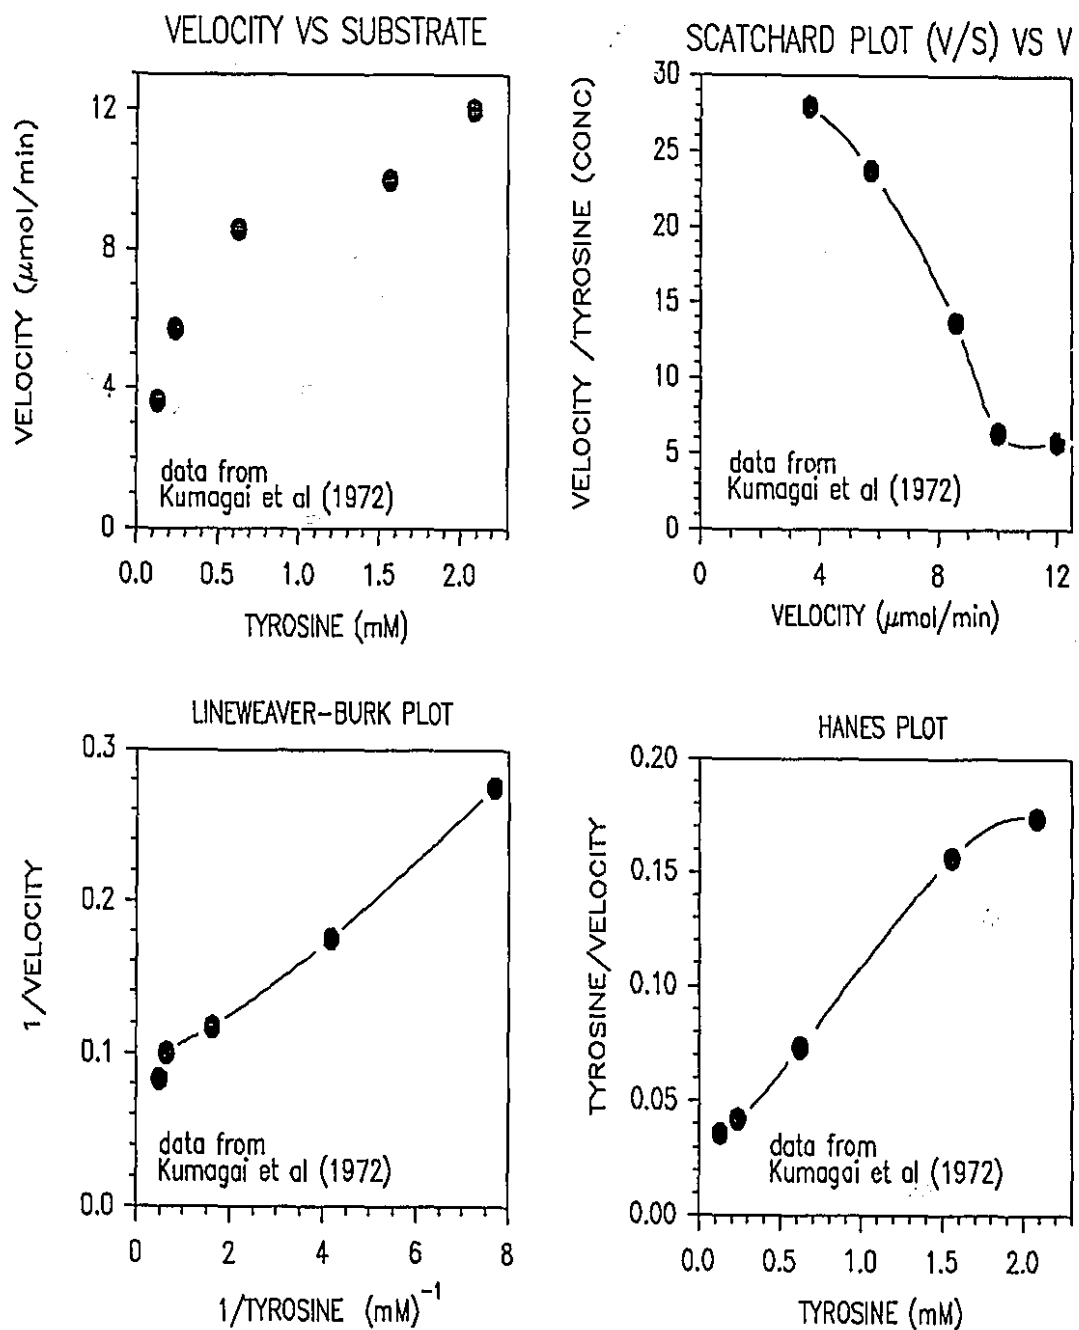 VELOCITY VS SUBSTRATE
VELOCITY (μmol/min)
12
8
4
0
data from
Kumagai et al (1972)
0.0 0.5 1.0 1.5 2.0
TYROSINE (mM)
SCATCHARD PLOT (V/S) VS V
VELOCITY /TYROSINE (CONC)
30
25
20
15
10
5
0
data from
Kumagai et al (1972)
0 4 8 12
VELOCITY (μmol/min)
LINEWEAVER-BURK PLOT
1/VELOCITY
0.3
0.2
0.1
0.0
data from
Kumagai et al (1972)
0 2 4 6 8
1/TYROSINE (mM)⁻¹
HANES PLOT
TYROSINE/VELOCITY
0.20
0.15
0.10
0.05
0.00
data from
Kumagai et al (1972)
0.0 0.5 1.0 1.5 2.0
TYROSINE (mM)